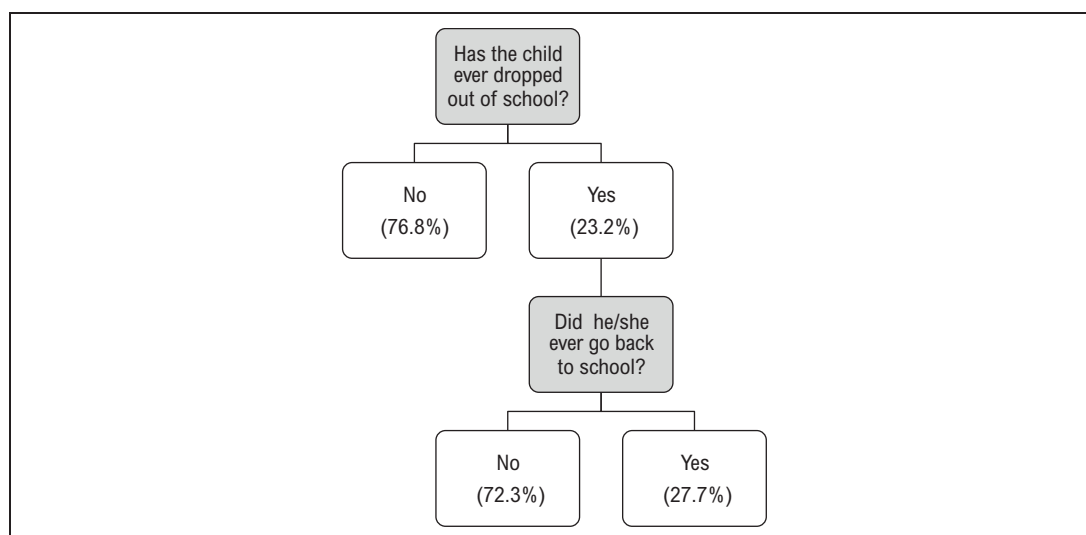 Has the child
ever dropped
out of school?
No
(76.8%)
Yes
(23.2%)
Did he/she
ever go back
to school?
No
(72.3%)
Yes
(27.7%)